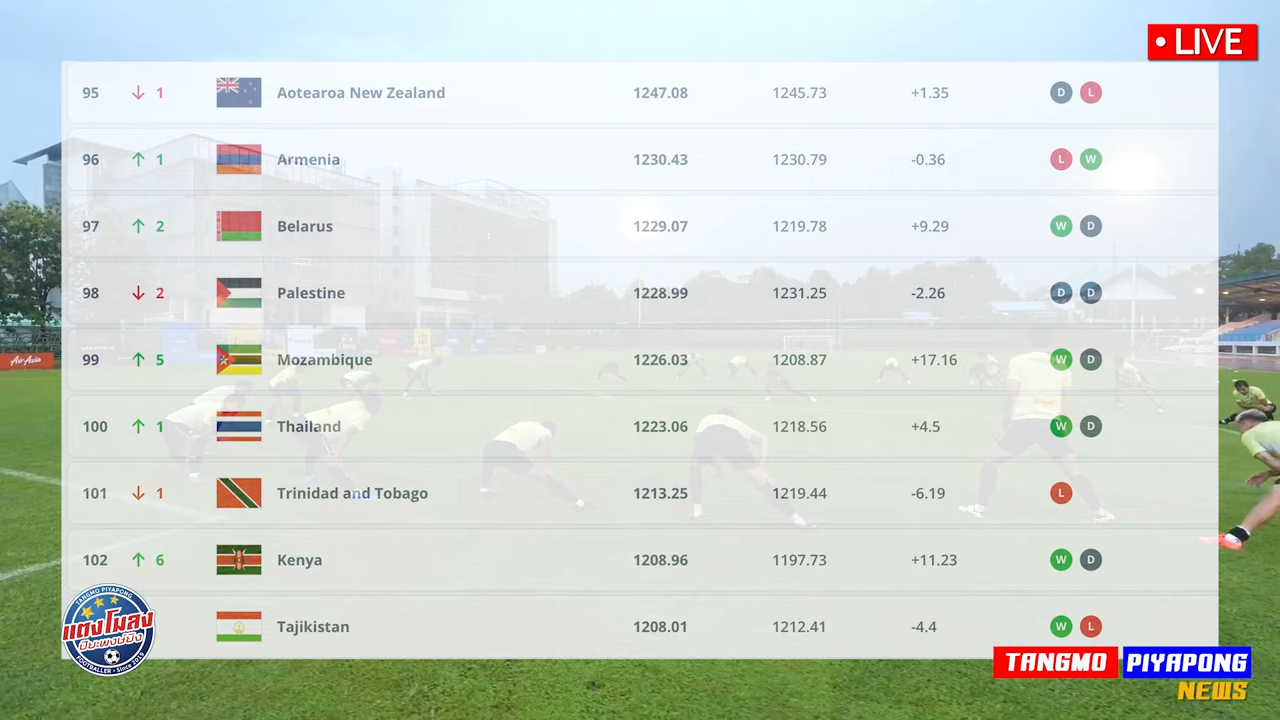 LIVE
95 ↓ 1 Aotearoa New Zealand 1247.08 1245.73 +1.35 D L
96 ↑ 1 Armenia 1230.43 1230.79 -0.36 L W
97 ↑ 2 Belarus 1229.07 1219.78 +9.29 W D
98 ↓ 2 Palestine 1228.99 1231.25 -2.26 D D
99 ↑ 5 Mozambique 1226.03 1208.87 +17.16 W D
AirAsia
100 ↑ 1 Thailand 1223.06 1218.56 +4.5 W D
101 ↓ 1 Trinidad and Tobago 1213.25 1219.44 -6.19 L
102 ↑ 6 Kenya 1208.96 1197.73 +11.23 W D
Tajikistan 1208.01 1212.41 -4.4 W L
TANGMO PIYAPONG
แตงโมลง
ปิยะพงษ์ยิง
FOOTBALLER • Since 2019
TANGMO PIYAPONG
NEWS